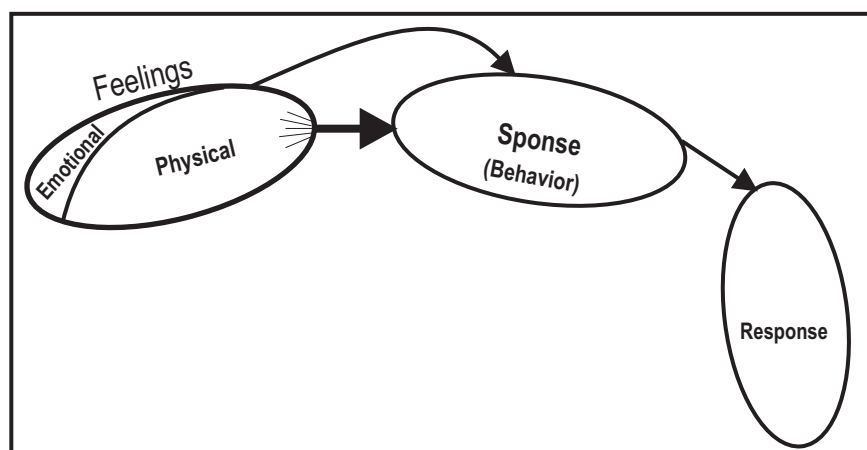 Feelings
Emotional
Physical
Sponse
(Behavior)
Response